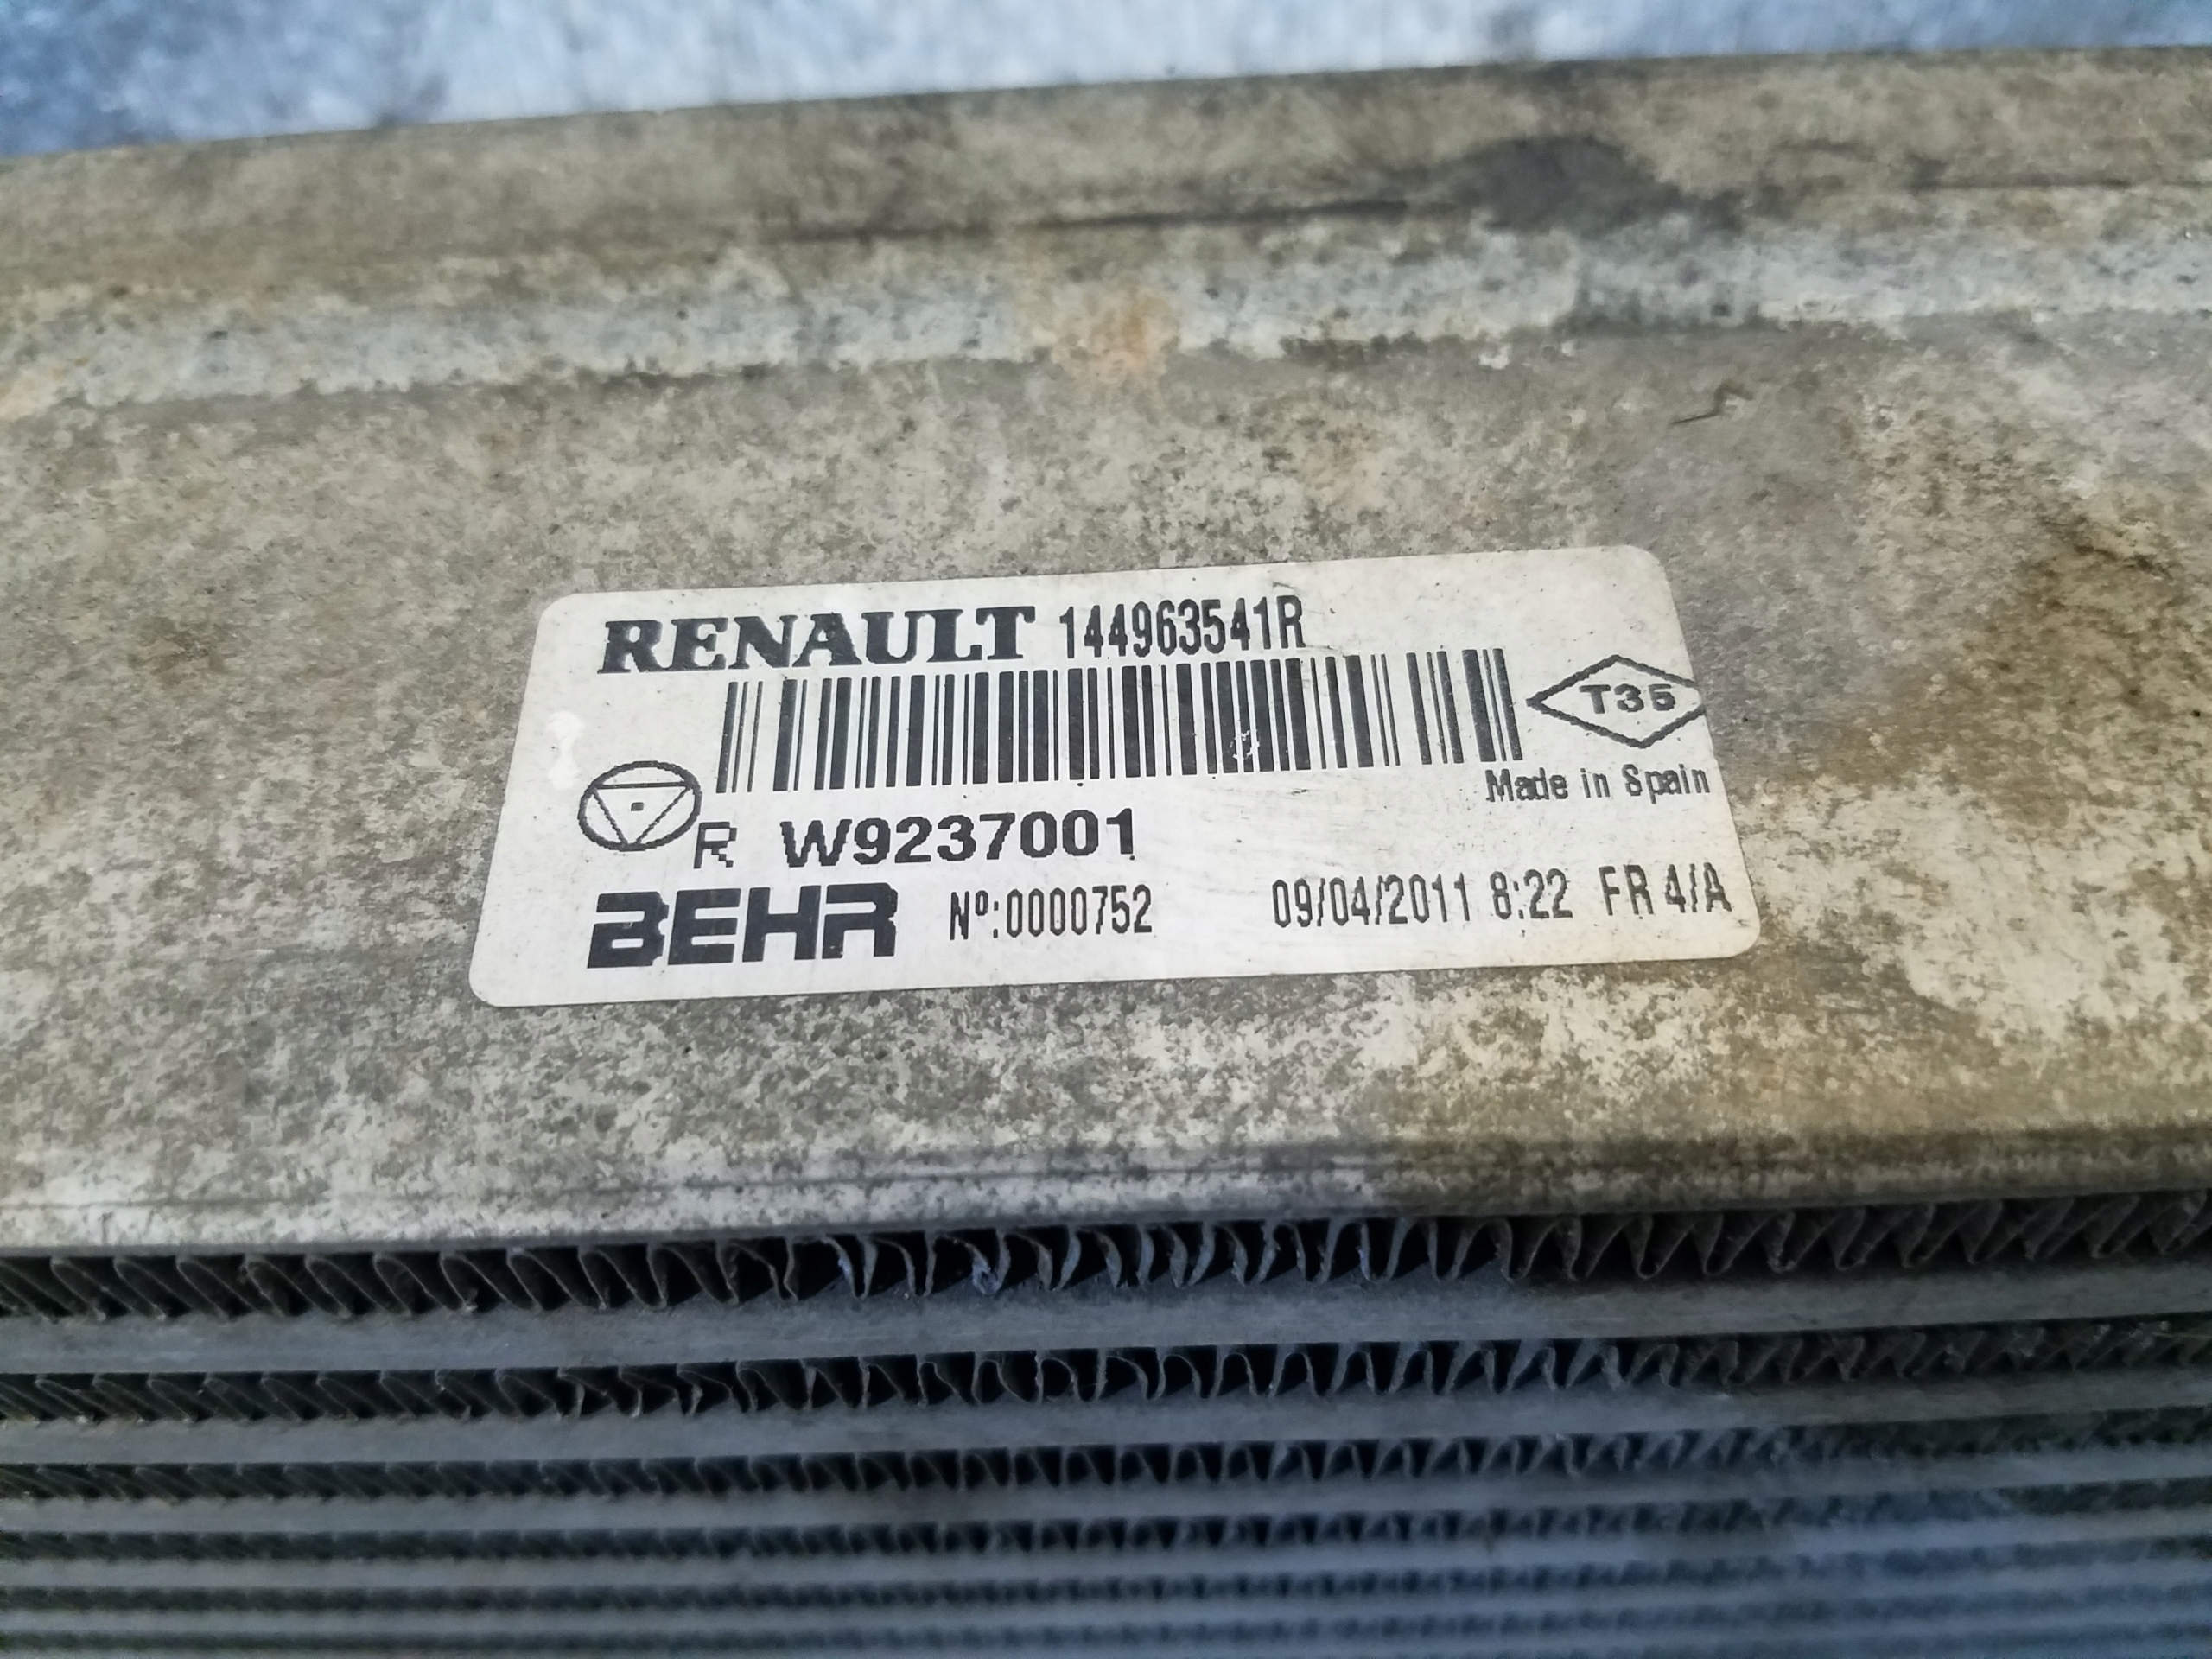 RENAULT 144963541R
T35
Made in Spain
R W9237001
BEHR Nº:0000752 09/04/2011 8:22 FR 4/A